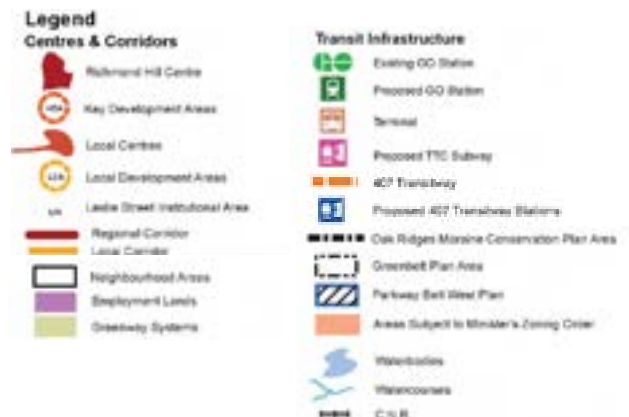 Legend
Centres & Corridors
Richmond Hill Centre
KDA
Key Development Areas
Local Centres
LDA
Local Development Areas
Leslie Street Institutional Area
Regional Corridor
Local Corridor
Neighbourhood Areas
Employment Lands
Greenway Systems
Transit Infrastructure
GO
Existing GO Station
Proposed GO Station
Terminal
Proposed TTC Subway
407 Transitway
Proposed 407 Transitway Stations
Oak Ridges Moraine Conservation Plan Area
Greenbelt Plan Area
Parkway Belt West Plan
Areas Subject to Minister's Zoning Order
Waterbodies
Watercourses
C.N.R